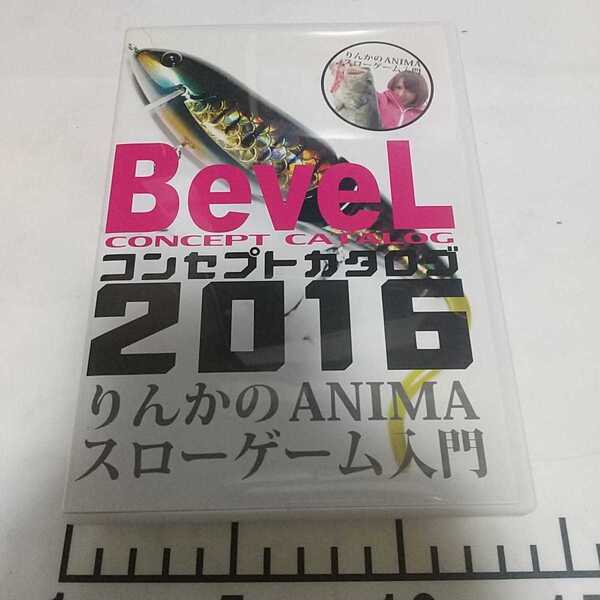 りんかのANIMA
スローゲーム入門
BeveL
CONCEPT CATALOG
コンセプトカタログ
2016
りんかのANIMA
スローゲーム入門